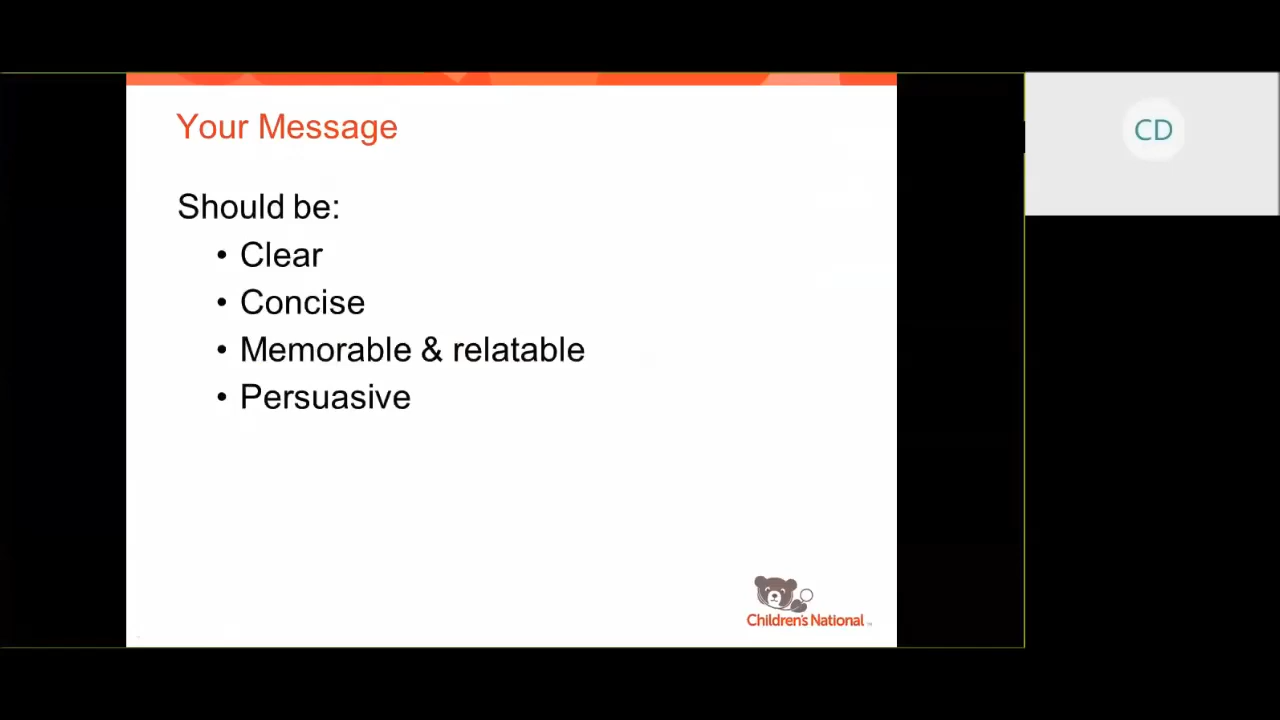 Your Message
Should be:
• Clear
• Concise
• Memorable & relatable
• Persuasive
Children's National
CD